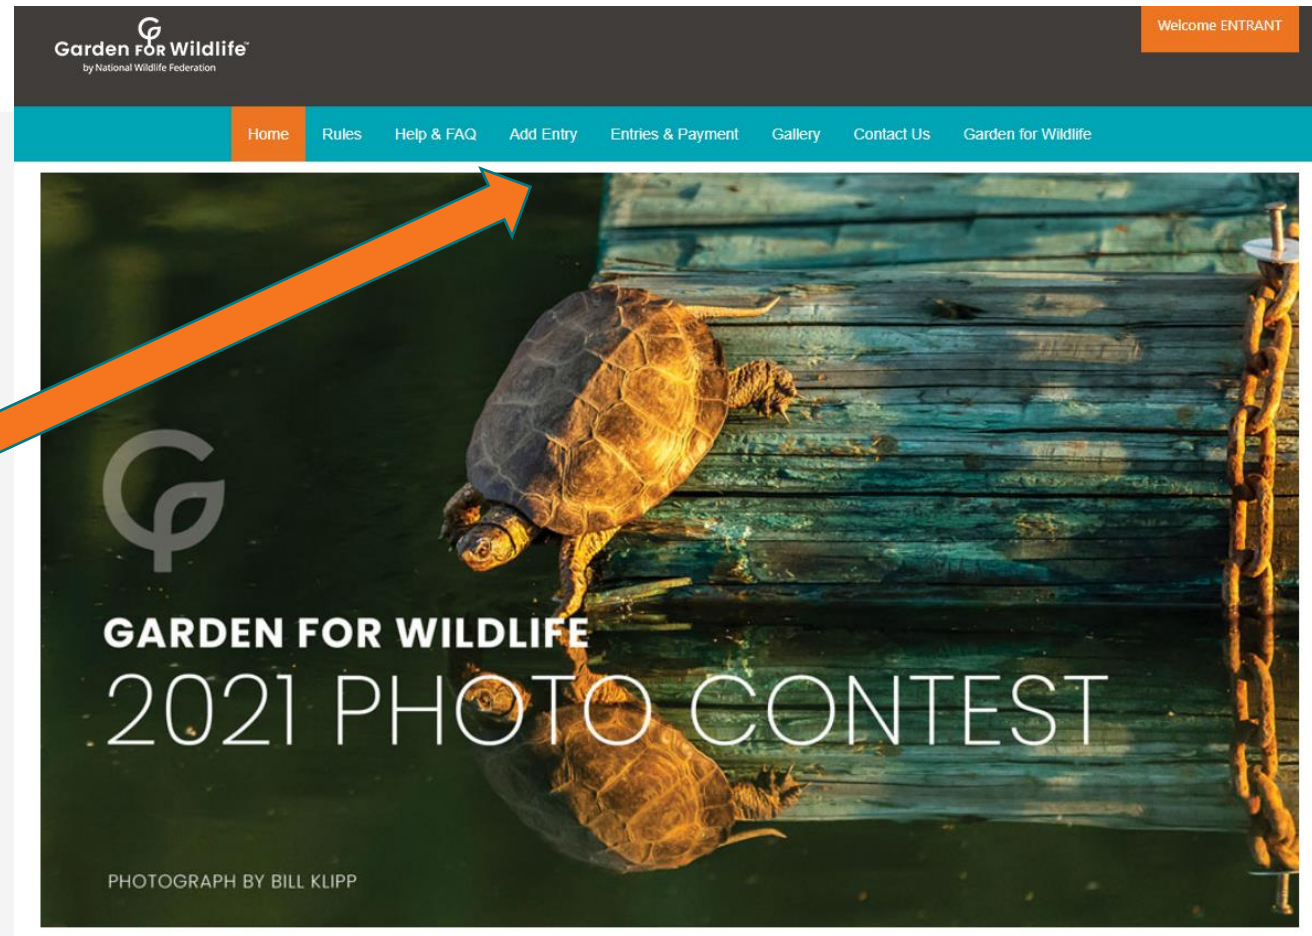 Garden FOR Wildlife™
by National Wildlife Federation
Welcome ENTRANT
Home Rules Help & FAQ Add Entry Entries & Payment Gallery Contact Us Garden for Wildlife
GARDEN FOR WILDLIFE
2021 PHOTO CONTEST
PHOTOGRAPH BY BILL KLIPP